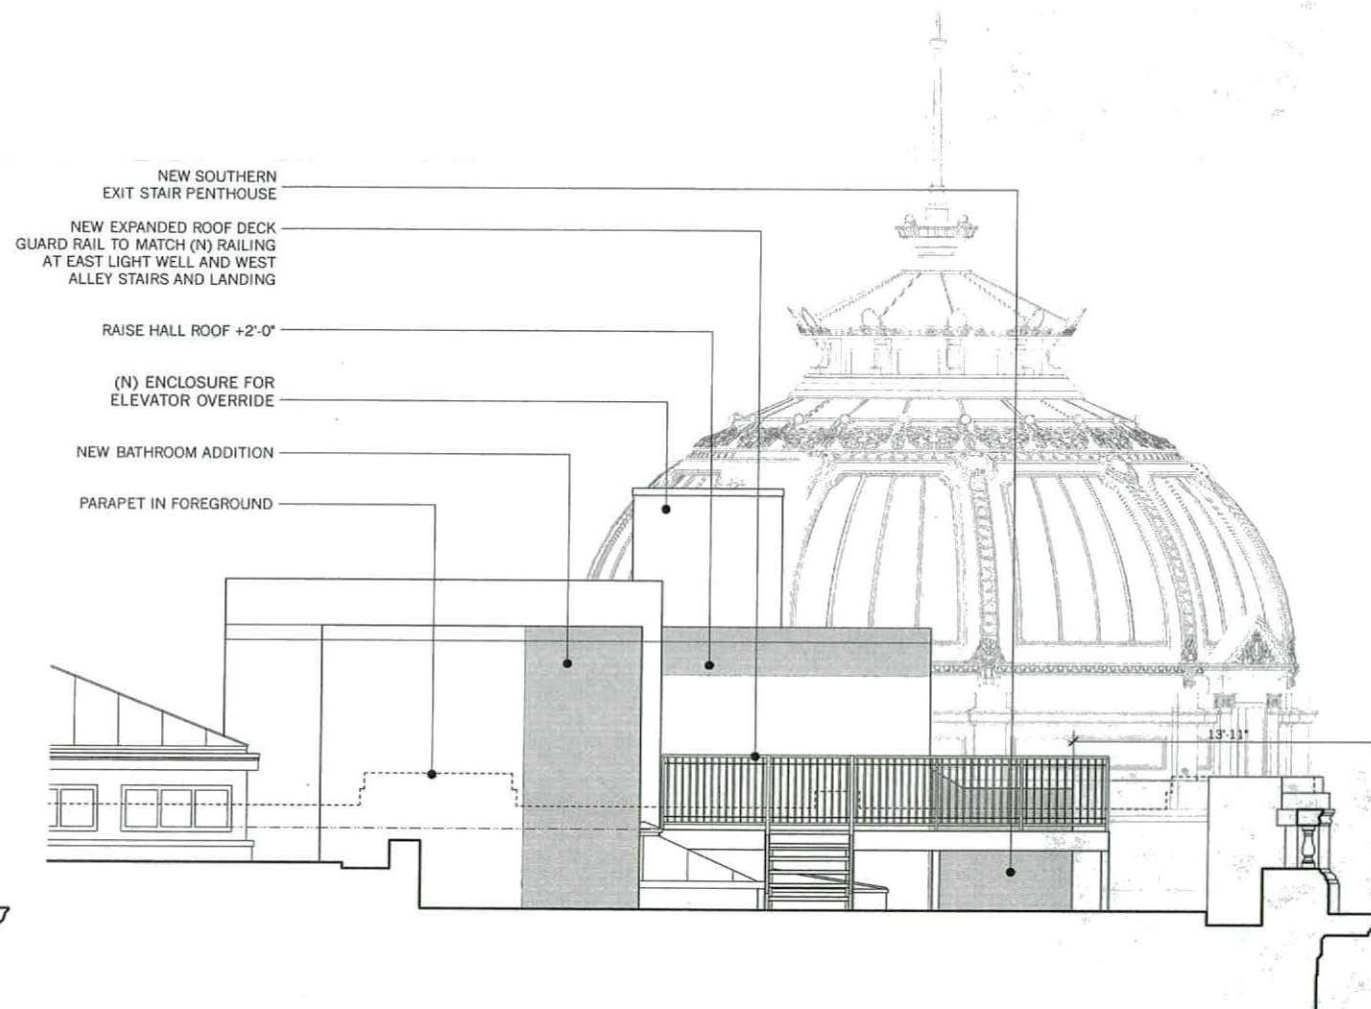 NEW SOUTHERN
EXIT STAIR PENTHOUSE
NEW EXPANDED ROOF DECK
GUARD RAIL TO MATCH (N) RAILING
AT EAST LIGHT WELL AND WEST
ALLEY STAIRS AND LANDING
RAISE HALL ROOF +2'-0"
(N) ENCLOSURE FOR
ELEVATOR OVERRIDE
NEW BATHROOM ADDITION
PARAPET IN FOREGROUND
13'-11"